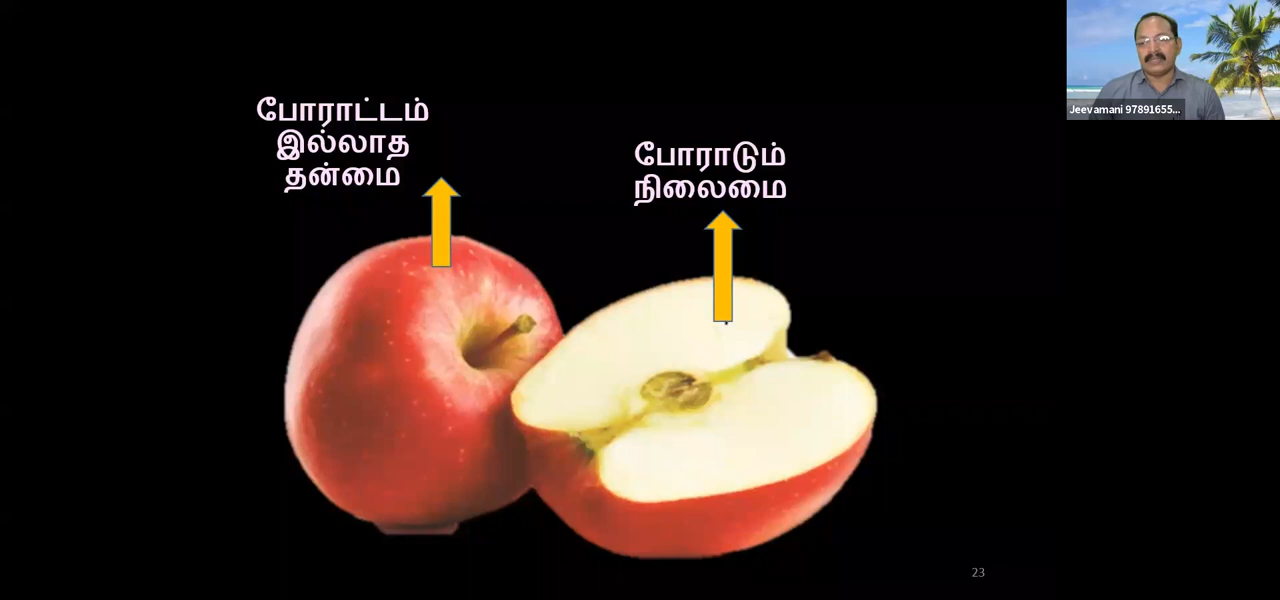 போராட்டம்
இல்லாத
தன்மை
போராடும்
நிலைமை
Jeevamani 97891655...
23